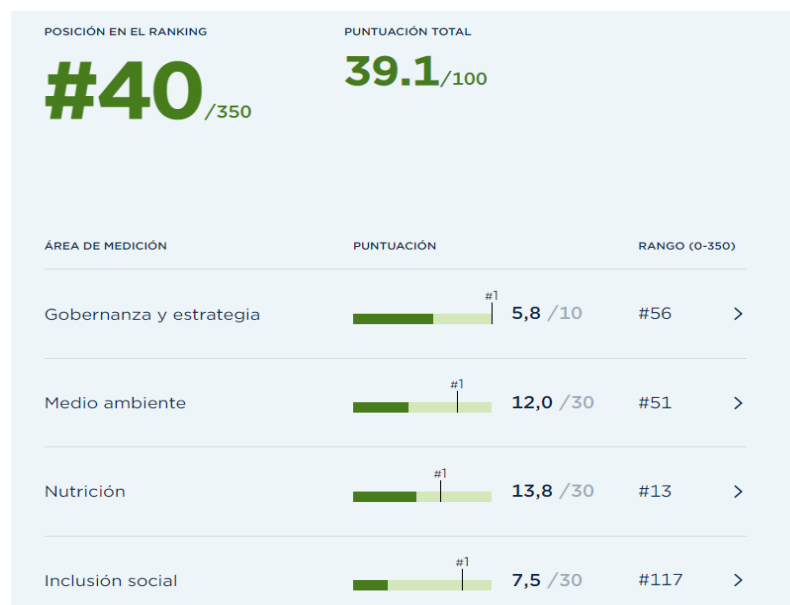 POSICIÓN EN EL RANKING
#40/350
PUNTUACIÓN TOTAL
39.1/100
ÁREA DE MEDICIÓN PUNTUACIÓN RANGO (0-350)
#1
Gobernanza y estrategia 5,8 /10 #56
#1
Medio ambiente 12,0 /30 #51
#1
Nutrición 13,8 /30 #13
#1
Inclusión social 7,5 /30 #117